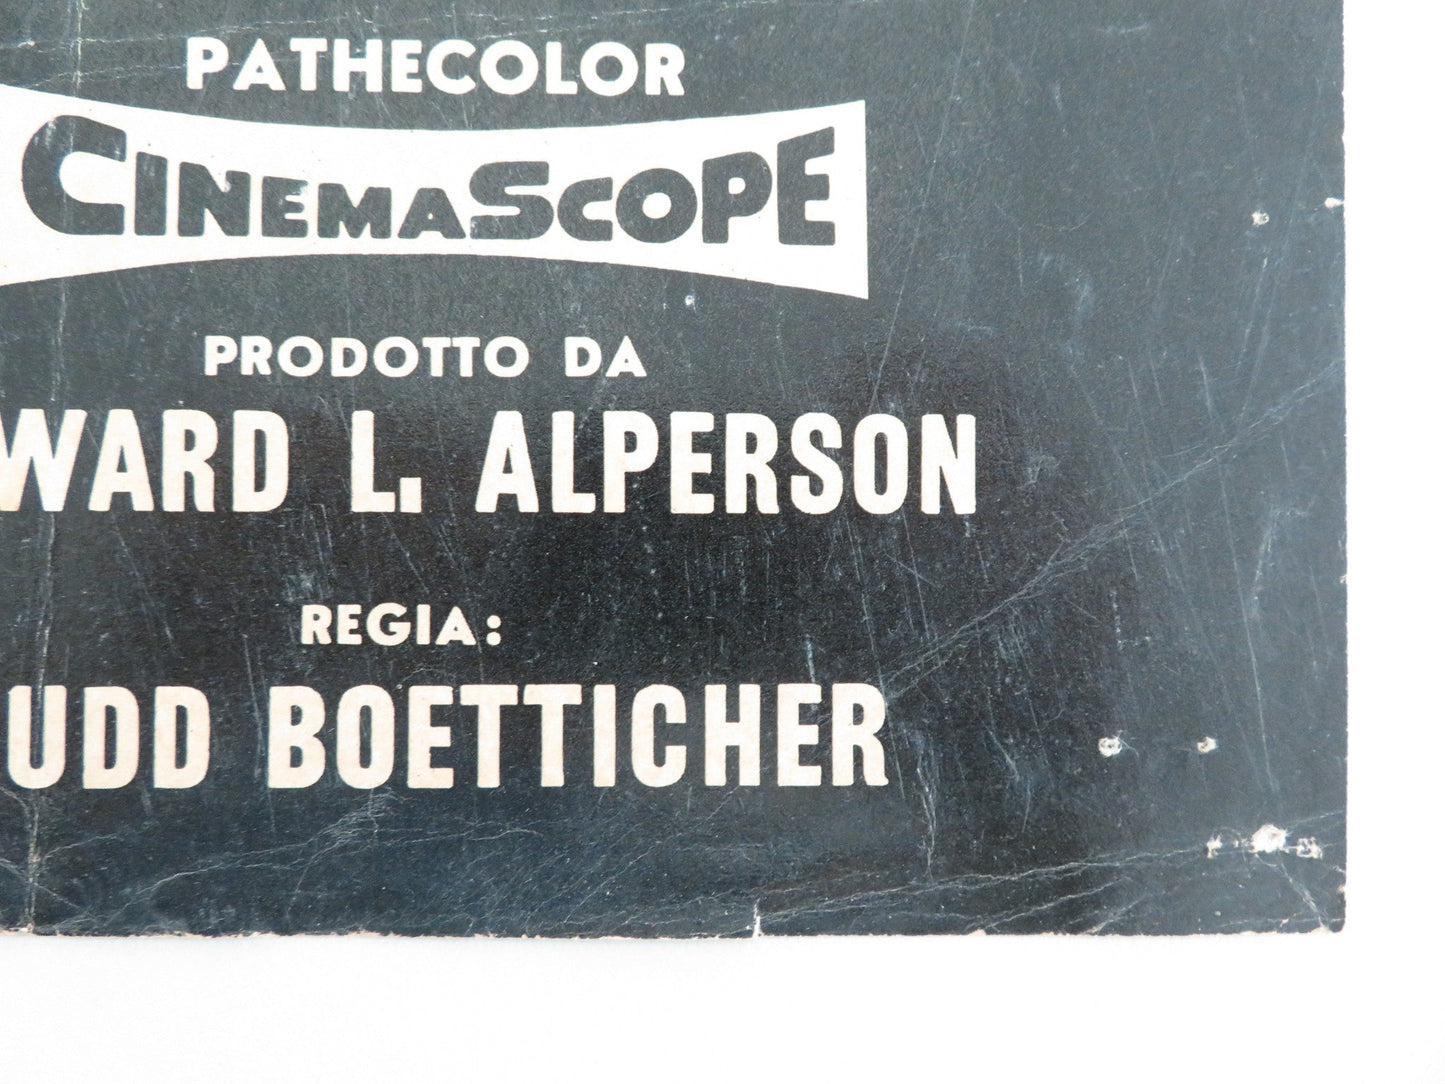 PATHECOLOR
CINEMASCOPE
PRODOTTO DA
WARD L. ALPERSON
REGIA:
UDD BOETTICHER